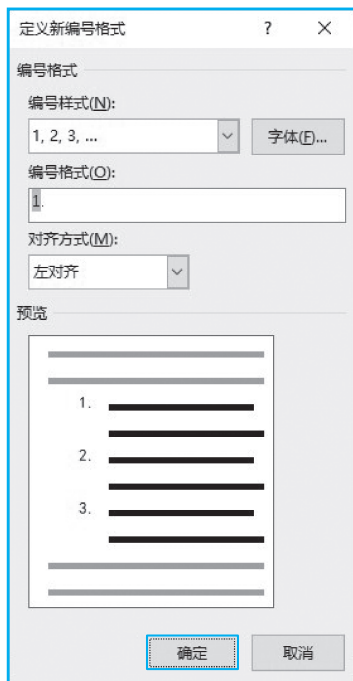 定义新编号格式 ? ×
编号格式
编号样式(N):
1, 2, 3, ...
字体(F)...
编号格式(O):
1.
对齐方式(M):
左对齐
预览
1.
2.
3.
确定 取消